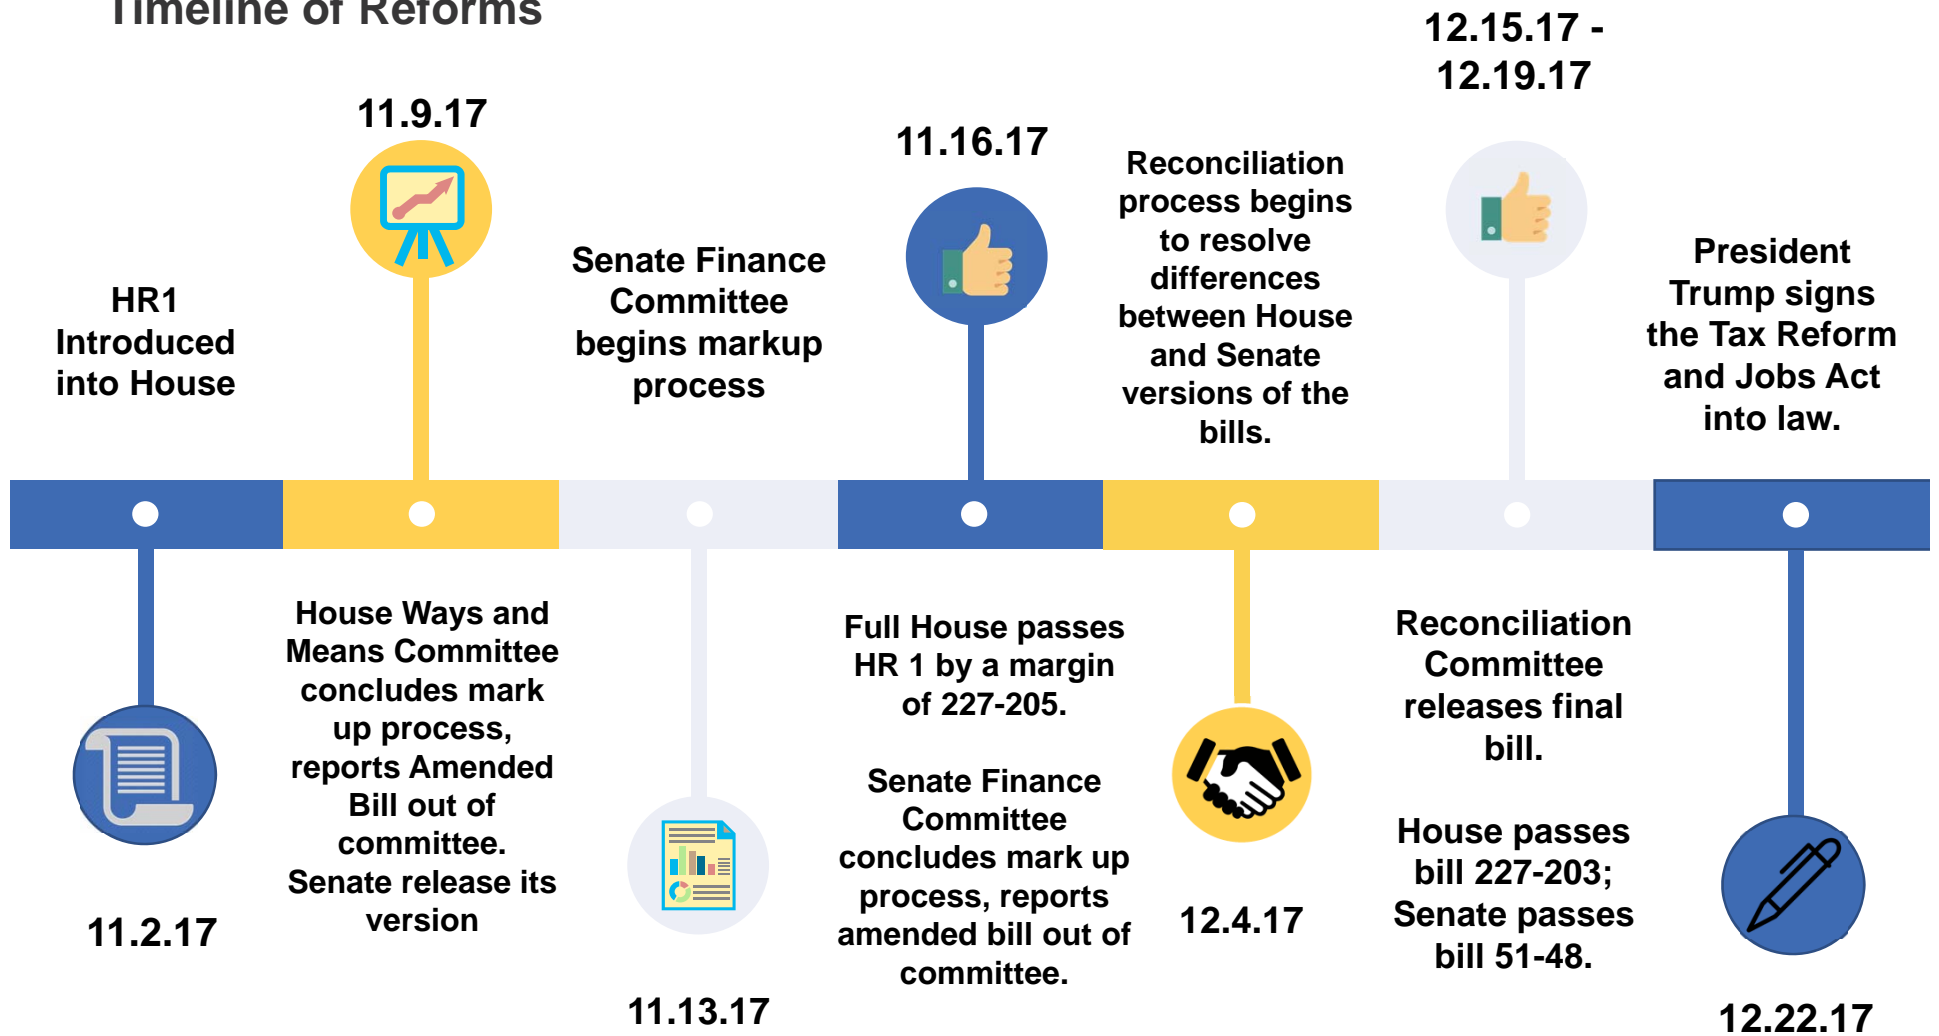 Timeline of Reforms
HR1
Introduced
into House
11.2.17
11.9.17
House Ways and
Means Committee
concludes mark
up process,
reports Amended
Bill out of
committee.
Senate release its
version
Senate Finance
Committee
begins markup
process
11.13.17
11.16.17
Full House passes
HR 1 by a margin
of 227-205.
Senate Finance
Committee
concludes mark up
process, reports
amended bill out of
committee.
Reconciliation
process begins
to resolve
differences
between House
and Senate
versions of the
bills.
12.4.17
12.15.17 -
12.19.17
Reconciliation
Committee
releases final
bill.
House passes
bill 227-203;
Senate passes
bill 51-48.
President
Trump signs
the Tax Reform
and Jobs Act
into law.
12.22.17